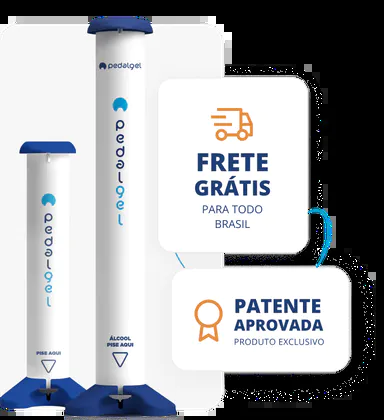 pedalgel
pedalgel
ÁLCOOL
PISE AQUI
pedalgel
PISE AQUI
FRETE
GRÁTIS
PARA TODO
BRASIL
PATENTE
APROVADA
PRODUTO EXCLUSIVO